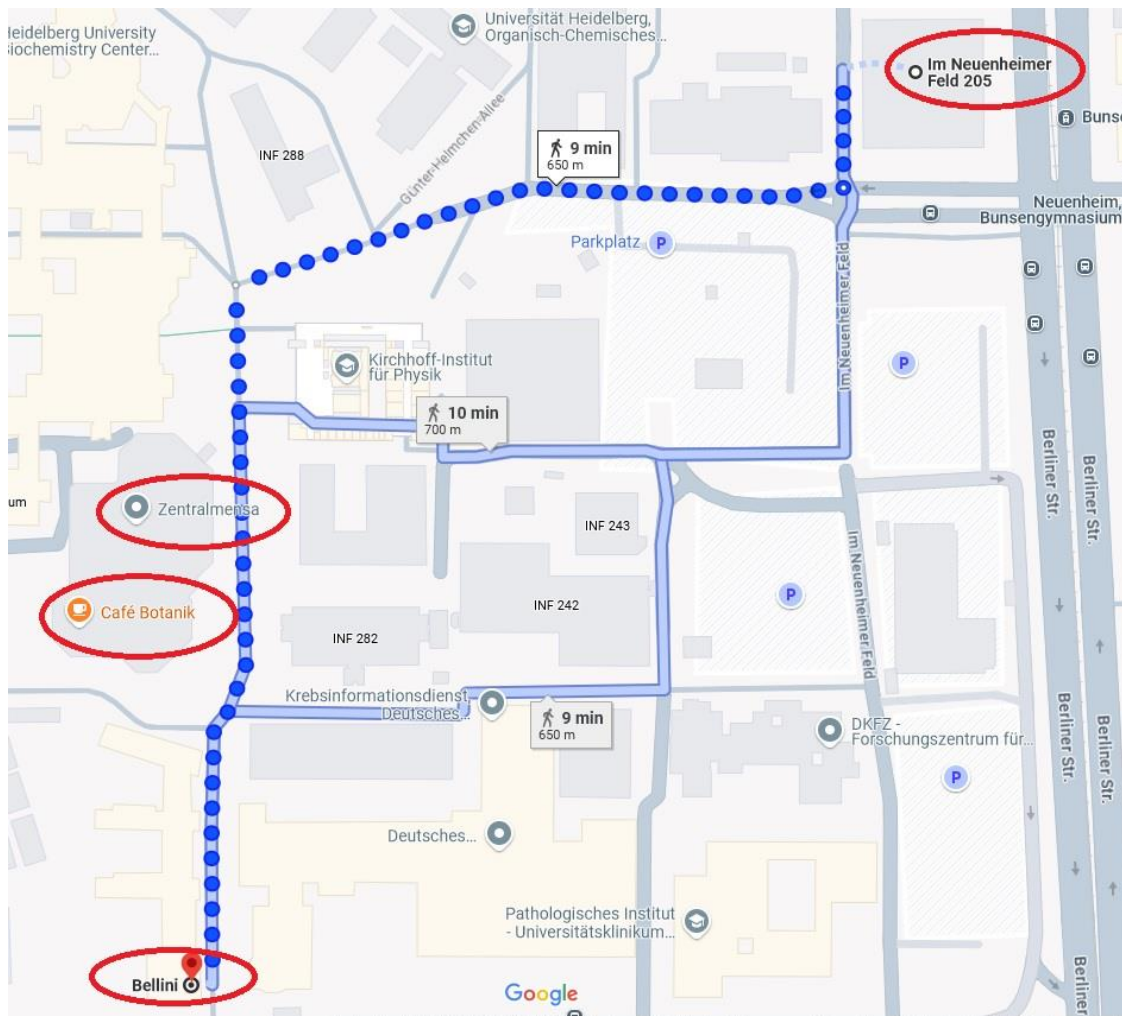 Heidelberg University
Biochemistry Center...
Universität Heidelberg,
Organisch-Chemisches...
Im Neuenheimer
Feld 205
Bunse
INF 288
Günter-Heimchen-Allee
9 min
650 m
Neuenheim,
Bunsengymnasium
Parkplatz
P
Im Neuenheimer Feld
Kirchhoff-Institut
für Physik
P
10 min
700 m
Berliner Str.
Berliner Str.
um
Zentralmensa
INF 243
Im Neuenheimer Feld
P
Café Botanik
INF 242
INF 282
Krebsinformationsdienst
Deutsches...
9 min
650 m
DKFZ -
Forschungszentrum für...
Berliner Str.
Berliner Str.
P
Deutsches...
Pathologisches Institut
- Universitätsklinikum...
Bellini
Google
Berliner